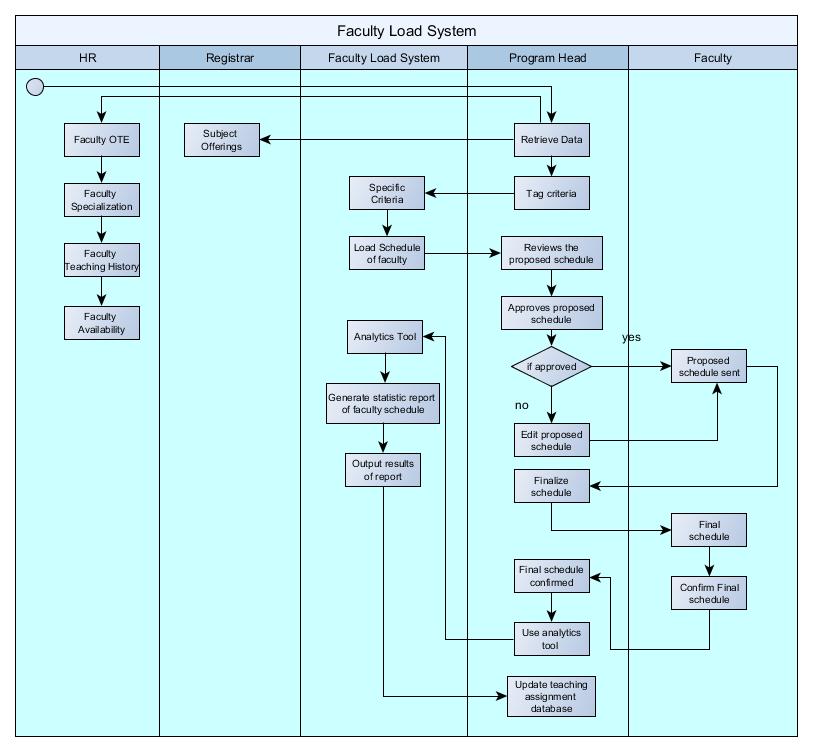 Faculty Load System
HR
Registrar
Faculty Load System
Program Head
Faculty
Faculty OTE
Subject
Offerings
Retrieve Data
Faculty
Specialization
Specific
Criteria
Tag criteria
Faculty
Teaching History
Load Schedule
of faculty
Reviews the
proposed schedule
Faculty
Availability
Approves proposed
schedule
Analytics Tool
if approved
yes
Proposed
schedule sent
no
Generate statistic report
of faculty schedule
Edit proposed
schedule
Output results
of report
Finalize
schedule
Final
schedule
Final schedule
confirmed
Confirm Final
schedule
Use analytics
tool
Update teaching
assignment
database